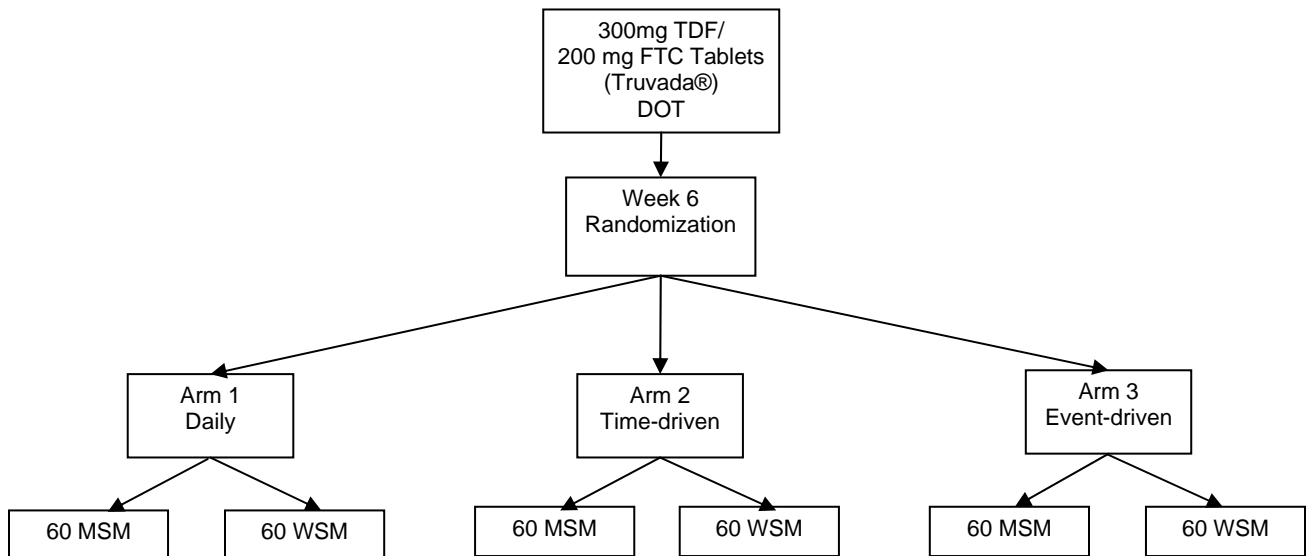 300mg TDF/
200 mg FTC Tablets
(Truvada®)
DOT
Week 6
Randomization
Arm 1
Daily
Arm 2
Time-driven
Arm 3
Event-driven
60 MSM
60 WSM
60 MSM
60 WSM
60 MSM
60 WSM